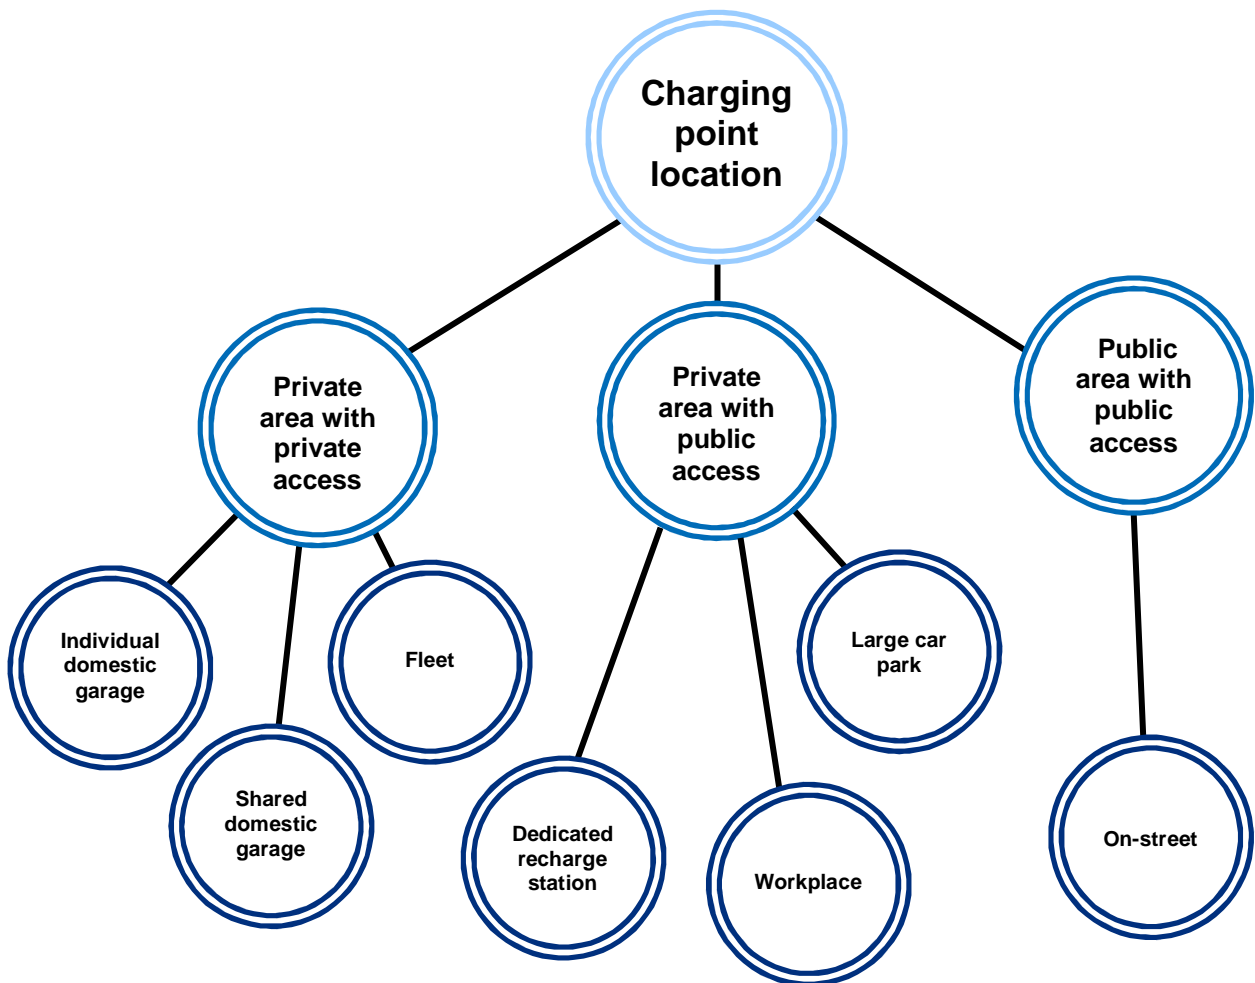 Charging
point
location
Private
area with
private
access
Private
area with
public
access
Public
area with
public
access
Individual
domestic
garage
Shared
domestic
garage
Fleet
Dedicated
recharge
station
Workplace
Large car
park
On-street